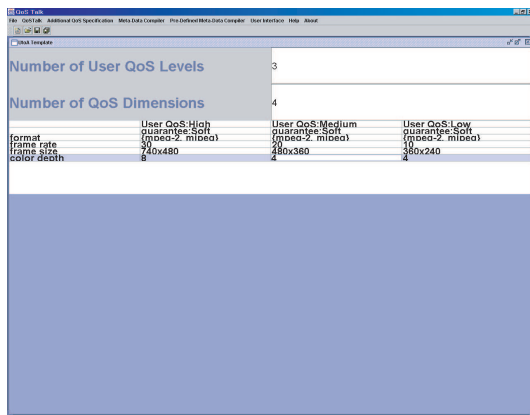 QoS Talk
File QoSTalk Additional QoS Specification Meta-Data Compiler Pre-Defined Meta-Data Compiler User Interface Help About
Template
Number of User QoS Levels 3
Number of QoS Dimensions 4
User QoS:High User QoS:Medium User QoS:Low
guarantee:Soft guarantee:Soft guarantee:Soft
format {mpeg-2, mjpeg} {mpeg-2, mjpeg} {mpeg-2, mjpeg}
frame rate 30 20 10
frame size 740x480 480x360 360x240
color depth 8 4 4